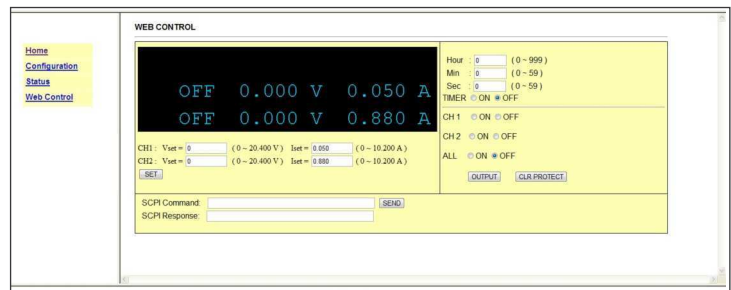 WEB CONTROL
Home
Configuration
Status
Web Control
OFF 0.000 V 0.050 A
OFF 0.000 V 0.880 A
CH1 : Vset = 0 ( 0 ~ 20.400 V ) Iset = 0.050 ( 0 ~ 10.200 A )
CH2 : Vset = 0 ( 0 ~ 20.400 V ) Iset = 0.880 ( 0 ~ 10.200 A )
SET
Hour : 0 ( 0 ~ 999 )
Min : 0 ( 0 ~ 59 )
Sec : 0 ( 0 ~ 59 )
TIMER ON OFF
CH 1 ON OFF
CH 2 ON OFF
ALL ON OFF
OUTPUT CLR PROTECT
SCPI Command: SEND
SCPI Response: